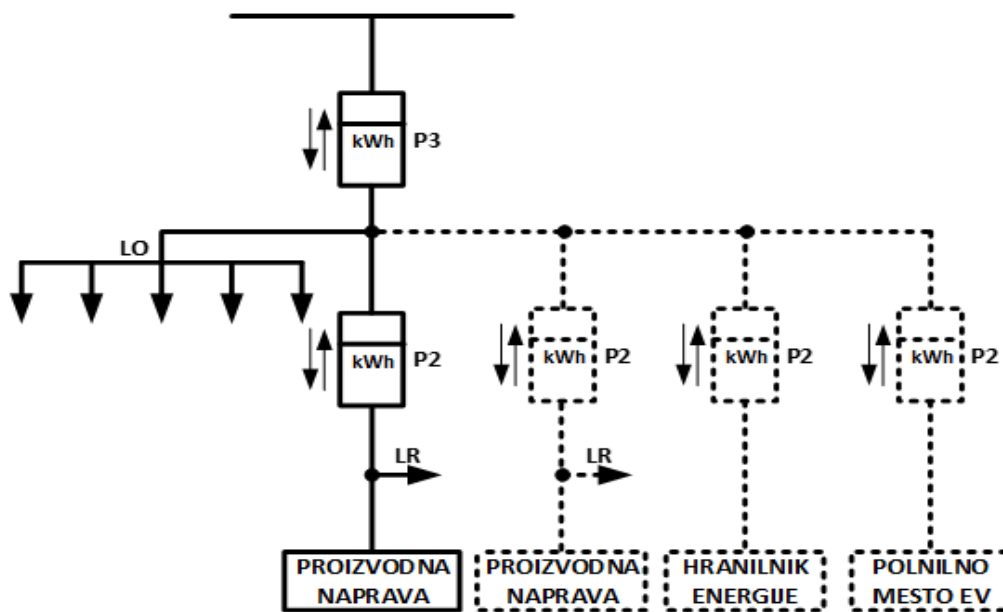 kWh P3
LO
kWh P2
kWh P2
kWh P2
kWh P2
LR
LR
PROIZVODNA
NAPRAVA
PROIZVODNA
NAPRAVA
HRANILNIK
ENERGIJE
POLNILNO
MESTO EV